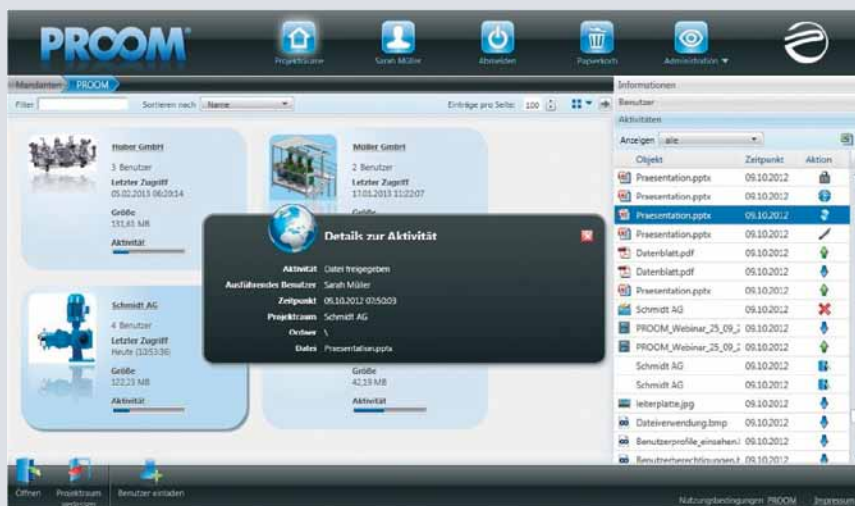 PROOM
Projekträume
Sarah Müller
Abmelden
Papierkorb
Administration
Mandanten
PROOM
Filter
Sortieren nach
Name
Einträge pro Seite: 100
Huber GmbH
3 Benutzer
Letzter Zugriff
05.02.2013 06:29:14
Größe
131,61 MB
Aktivität
Müller GmbH
2 Benutzer
Letzter Zugriff
17.01.2013 11:22:07
Größe
Schmidt AG
4 Benutzer
Letzter Zugriff
Heute (10:53:36)
Größe
122,23 MB
Aktivität
Größe
42,19 MB
Aktivität
Details zur Aktivität
Aktivität Datei freigegeben
Ausführender Benutzer Sarah Müller
Zeitpunkt 09.10.2012 07:50:03
Projektraum Schmidt AG
Ordner \
Datei Praesentation.pptx
Informationen
Benutzer
Aktivitäten
Anzeigen alle
Objekt Zeitpunkt Aktion
Praesentation.pptx 09.10.2012
Praesentation.pptx 09.10.2012
Praesentation.pptx 09.10.2012
Praesentation.pptx 09.10.2012
Datenblatt.pdf 09.10.2012
Datenblatt.pdf 09.10.2012
Praesentation.pptx 09.10.2012
Schmidt AG 09.10.2012
PROOM_Webinar_25_09_2 09.10.2012
PROOM_Webinar_25_09_2 09.10.2012
Schmidt AG 09.10.2012
Schmidt AG 09.10.2012
leiterplatte.jpg 09.10.2012
Dateiverwendung.bmp 09.10.2012
Benutzerprofile_einsehen.l 09.10.2012
Benutzerberechtigungen.t 09.10.2012
Öffnen
Projektraum
verlassen
Benutzer einladen
Nutzungsbedingungen PROOM Impressum